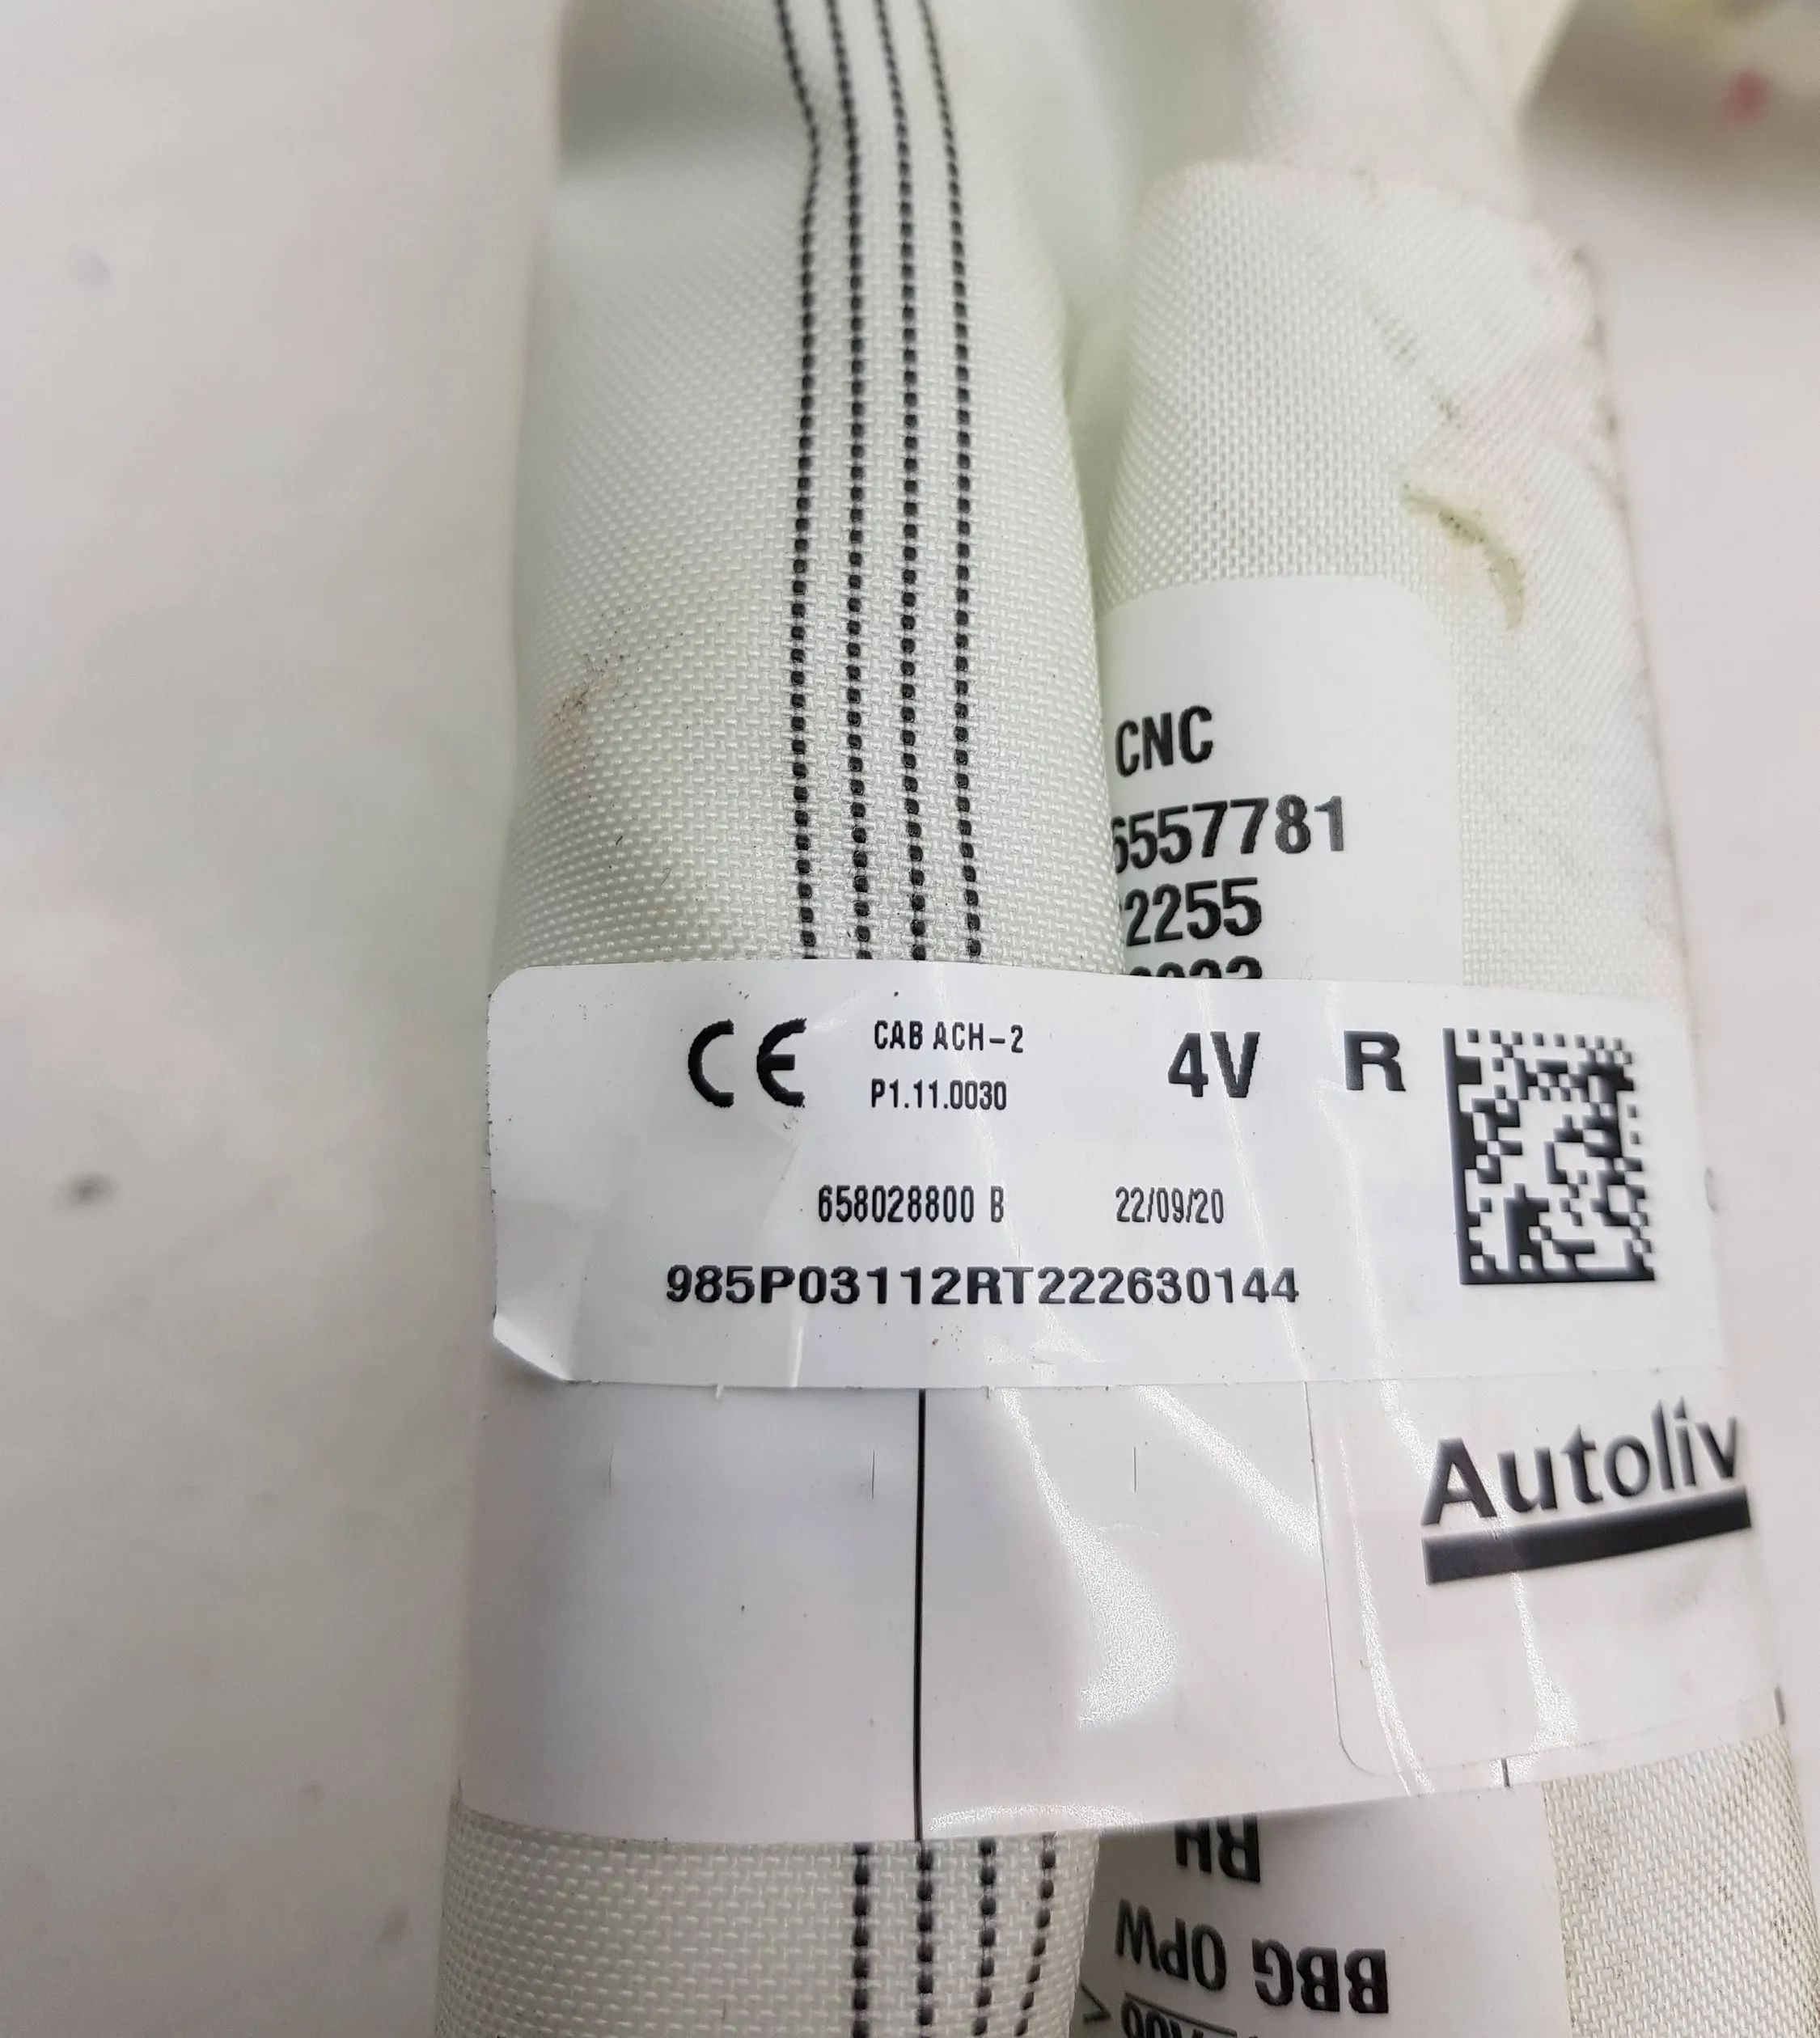 CNC
6557781
2255
CE CAB ACH-2 4V R
P1.11.0030
658028800 B 22/09/20
985P03112RT222630144
Autoliv
RH
BBG OPW